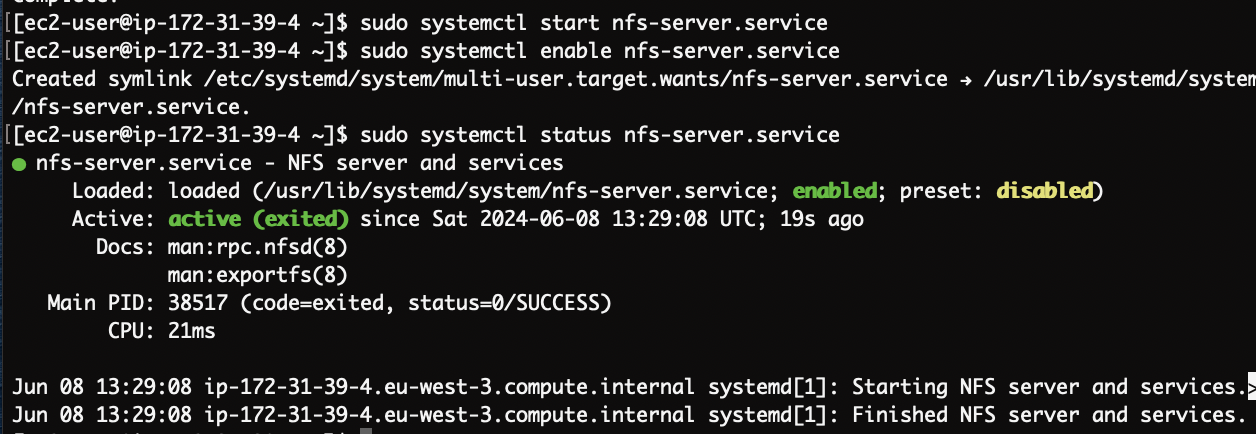 [[ec2-user@ip-172-31-39-4 ~]$ sudo systemctl start nfs-server.service
[[ec2-user@ip-172-31-39-4 ~]$ sudo systemctl enable nfs-server.service
Created symlink /etc/systemd/system/multi-user.target.wants/nfs-server.service → /usr/lib/systemd/system
/nfs-server.service.
[[ec2-user@ip-172-31-39-4 ~]$ sudo systemctl status nfs-server.service
● nfs-server.service - NFS server and services
Loaded: loaded (/usr/lib/systemd/system/nfs-server.service; enabled; preset: disabled)
Active: active (exited) since Sat 2024-06-08 13:29:08 UTC; 19s ago
Docs: man:rpc.nfsd(8)
man:exportfs(8)
Main PID: 38517 (code=exited, status=0/SUCCESS)
CPU: 21ms
Jun 08 13:29:08 ip-172-31-39-4.eu-west-3.compute.internal systemd[1]: Starting NFS server and services.>
Jun 08 13:29:08 ip-172-31-39-4.eu-west-3.compute.internal systemd[1]: Finished NFS server and services.